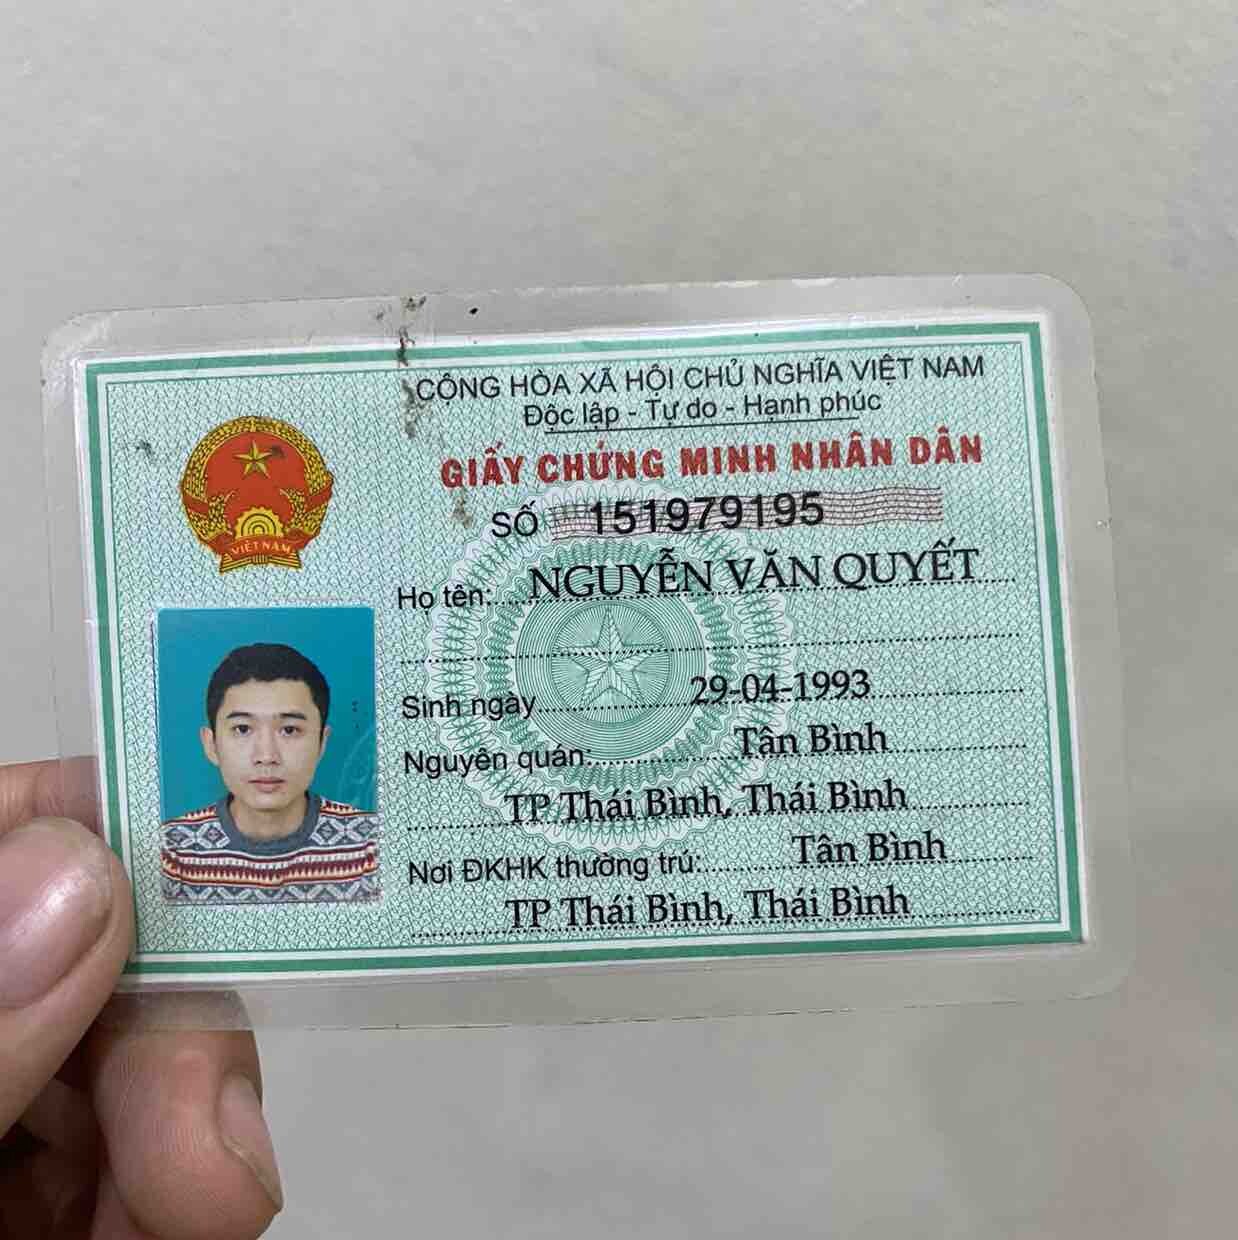 CỘNG HÒA XÃ HỘI CHỦ NGHĨA VIỆT NAM
Độc lập - Tự do - Hạnh phúc
GIẤY CHỨNG MINH NHÂN DÂN
SỐ 151979195
Họ tên: NGUYỄN VĂN QUYẾT
Sinh ngày 29-04-1993
Nguyên quán: Tân Bình
TP Thái Bình, Thái Bình
Nơi ĐKHK thường trú: Tân Bình
TP Thái Bình, Thái Bình
VIỆT NAM